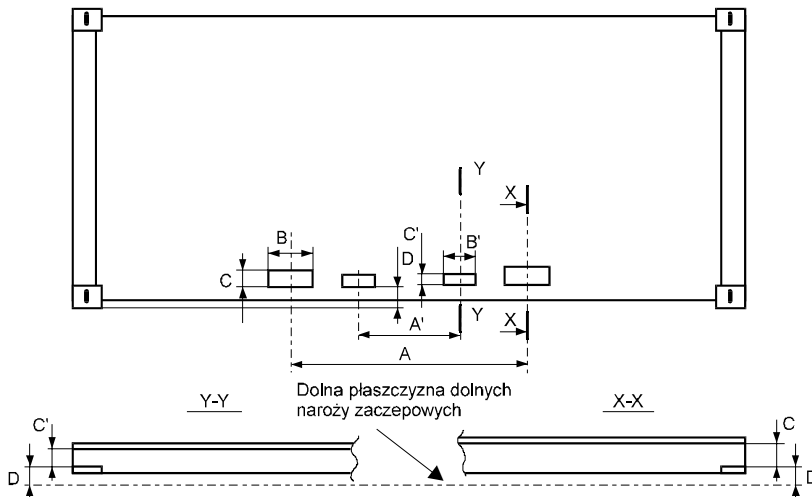 Y
X
C'
B'
B
D
C
Y
A'
X
A
Dolna płaszczyzna dolnych
naroży zaczepowych
Y-Y
X-X
C'
C
D
D